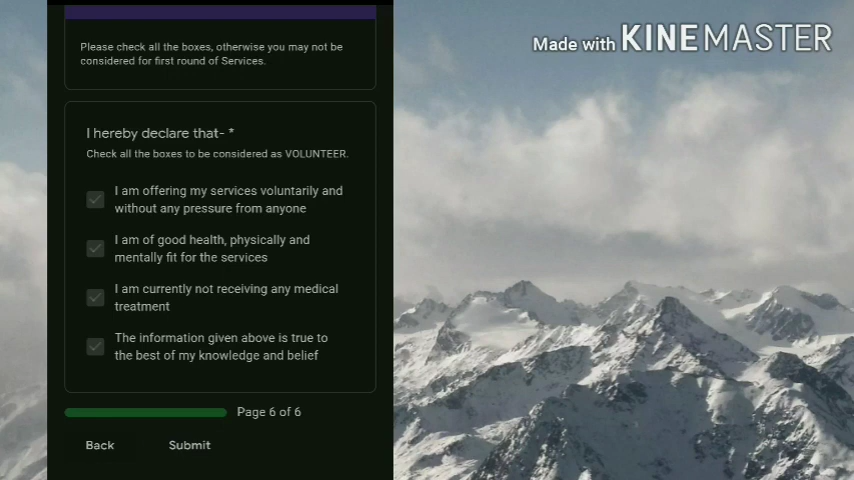 Please check all the boxes, otherwise you may not be
considered for first round of Services.
Made with KINEMASTER
I hereby declare that- *
Check all the boxes to be considered as VOLUNTEER.
I am offering my services voluntarily and
without any pressure from anyone
I am of good health, physically and
mentally fit for the services
I am currently not receiving any medical
treatment
The information given above is true to
the best of my knowledge and belief
Page 6 of 6
Back
Submit